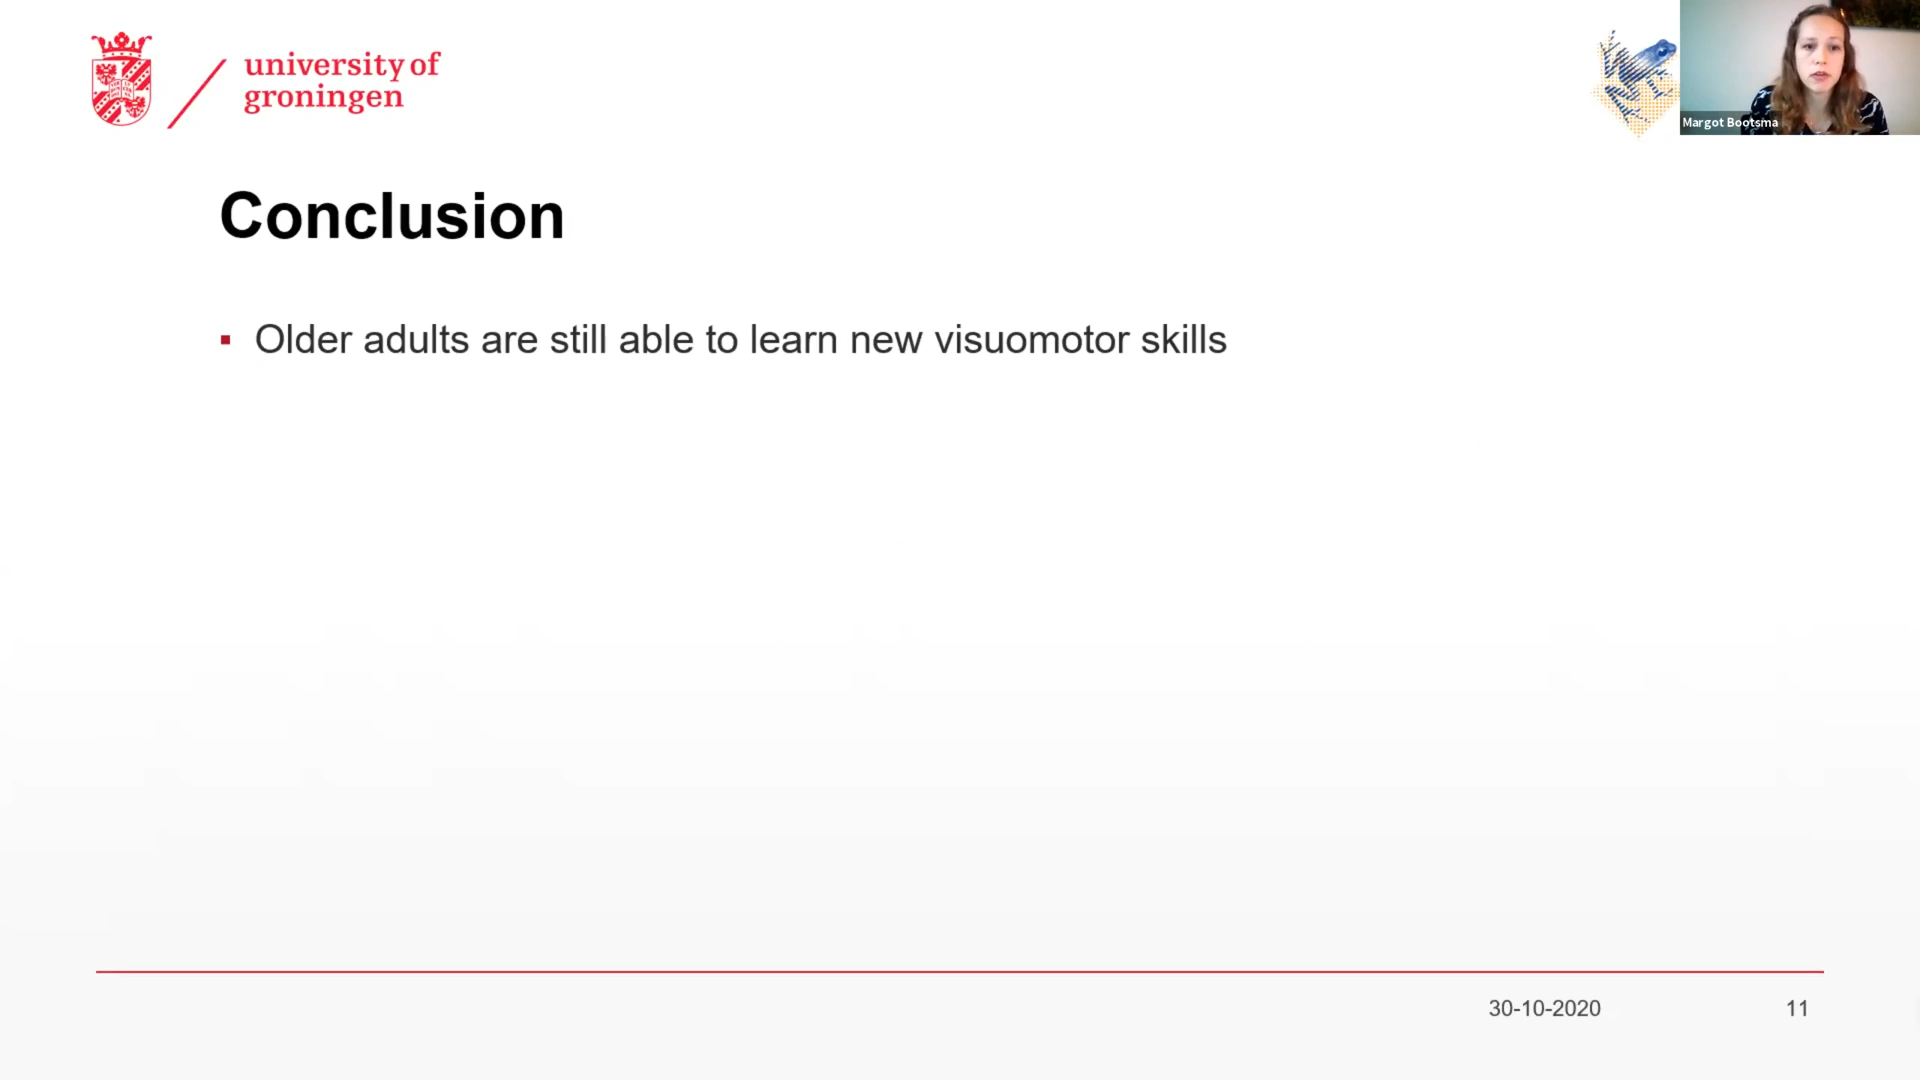 university of
groningen
Margot Bootsma
Conclusion
▪ Older adults are still able to learn new visuomotor skills
30-10-2020
11